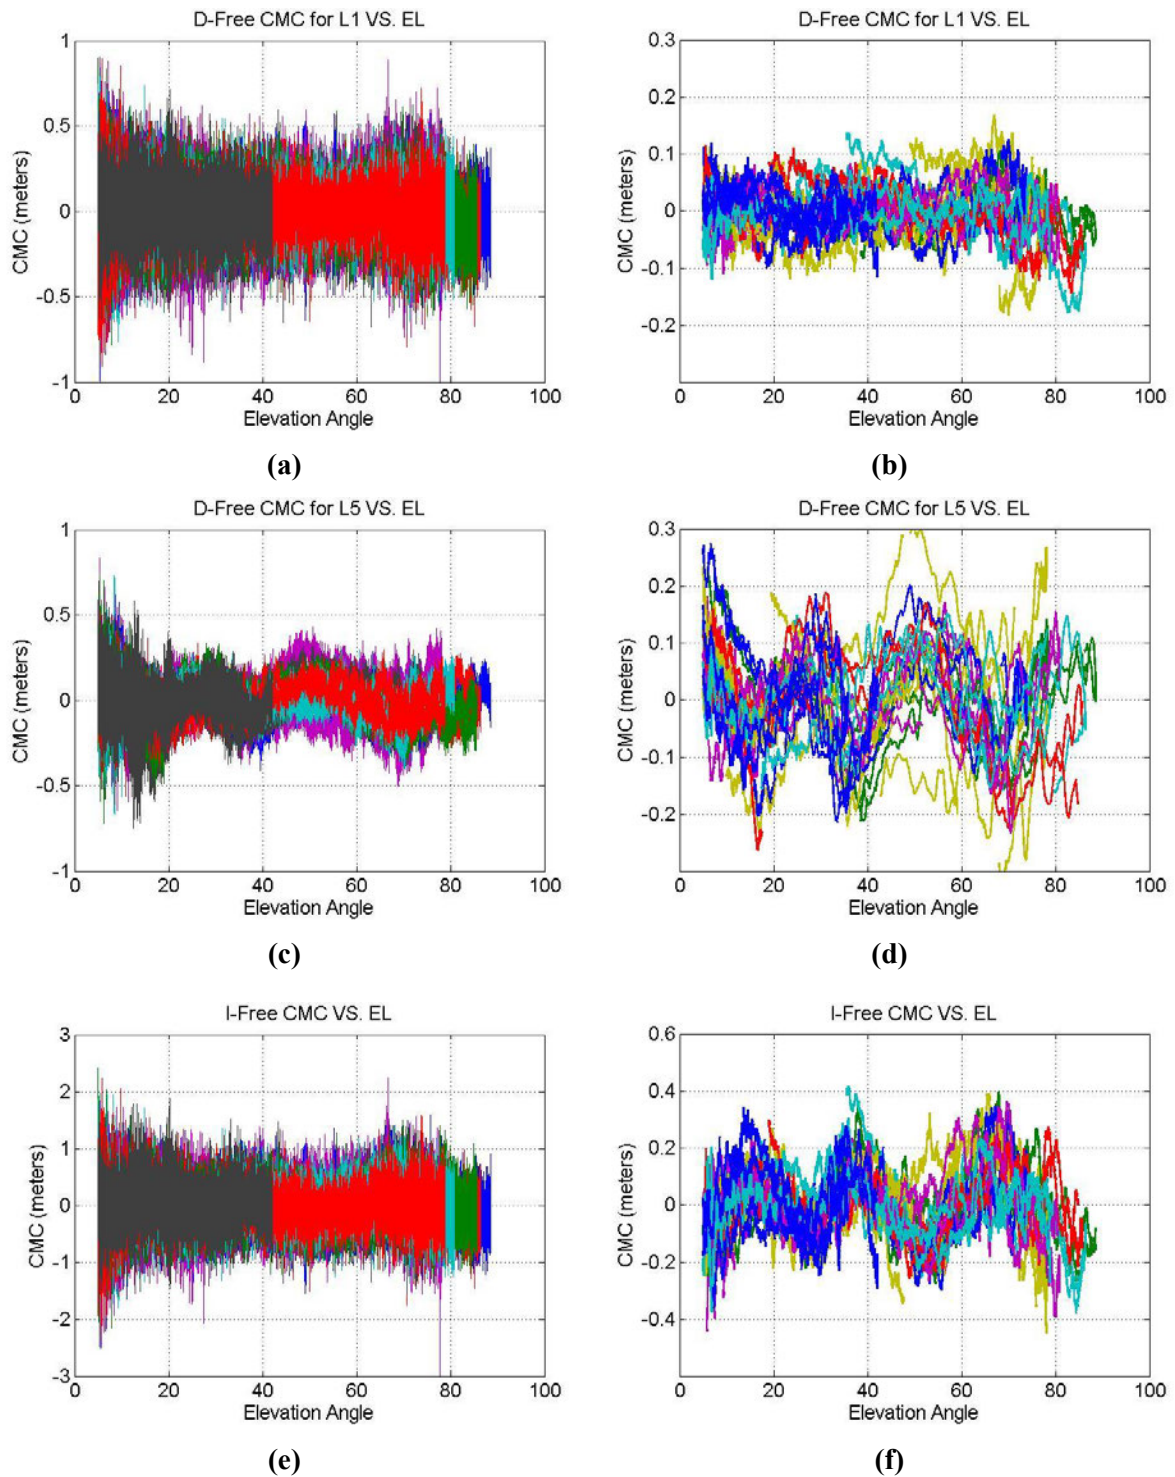 D-Free CMC for L1 VS. EL
CMC (meters)
1
0.5
0
-0.5
-1
0 20 40 60 80 100
Elevation Angle
(a)
D-Free CMC for L1 VS. EL
CMC (meters)
0.3
0.2
0.1
0
-0.1
-0.2
0 20 40 60 80 100
Elevation Angle
(b)
D-Free CMC for L5 VS. EL
CMC (meters)
1
0.5
0
-0.5
-1
0 20 40 60 80 100
Elevation Angle
(c)
D-Free CMC for L5 VS. EL
CMC (meters)
0.3
0.2
0.1
0
-0.1
-0.2
0 20 40 60 80 100
Elevation Angle
(d)
I-Free CMC VS. EL
CMC (meters)
3
2
1
0
-1
-2
-3
0 20 40 60 80 100
Elevation Angle
(e)
I-Free CMC VS. EL
CMC (meters)
0.6
0.4
0.2
0
-0.2
-0.4
0 20 40 60 80 100
Elevation Angle
(f)